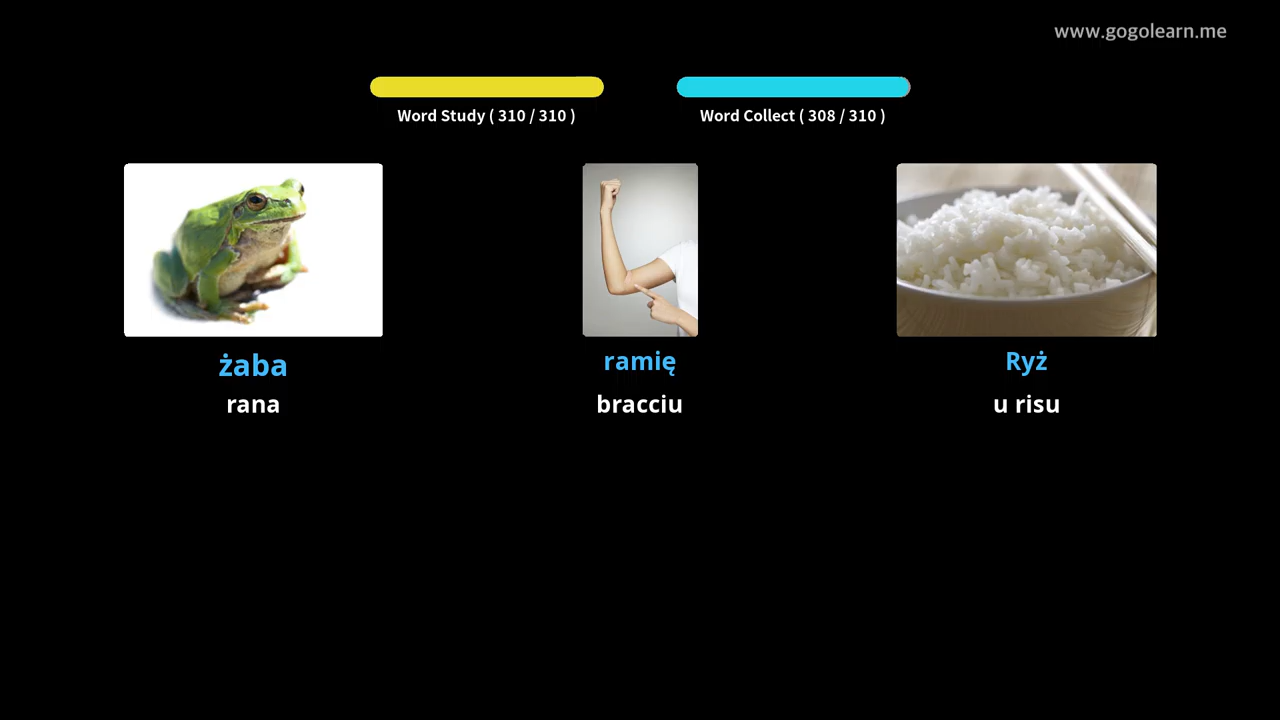 www.gogolearn.me
Word Study ( 310 / 310 )
Word Collect ( 308 / 310 )
żaba
rana
ramię
bracciu
Ryż
u risu